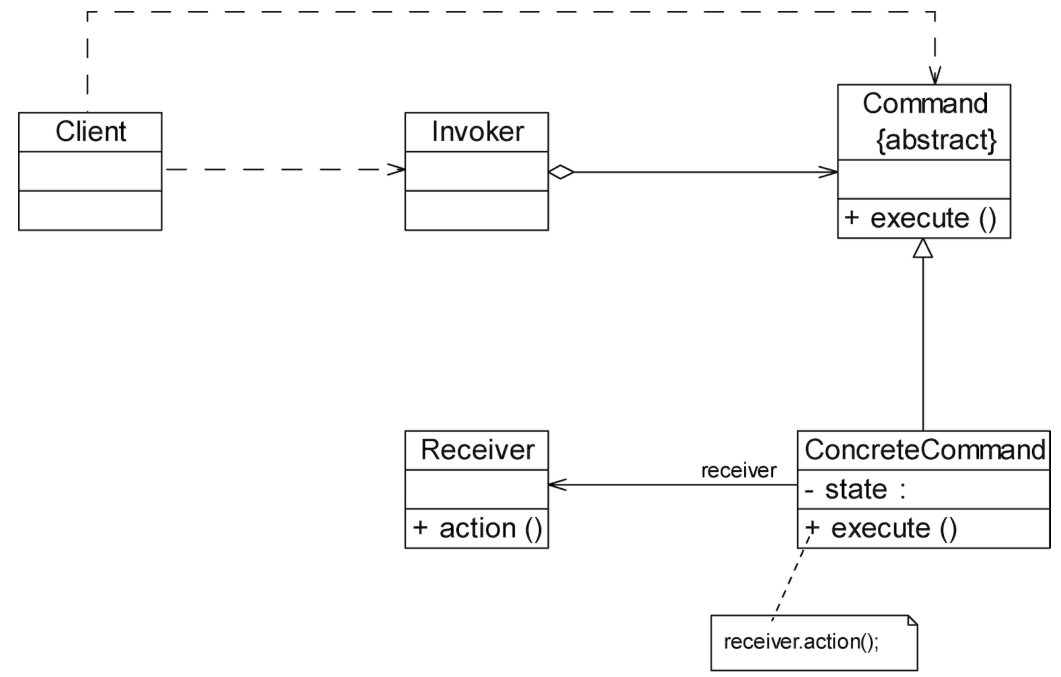 Client
Invoker
Command
{abstract}
+ execute ()
Receiver
+ action ()
receiver
ConcreteCommand
- state :
+ execute ()
receiver.action();